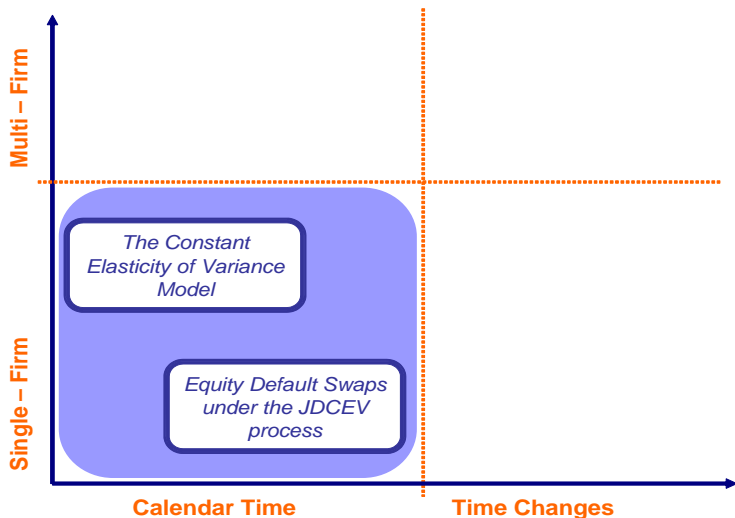 Multi – Firm
The Constant
Elasticity of Variance
Model
Single – Firm
Equity Default Swaps
under the JDCEV
process
Calendar Time
Time Changes